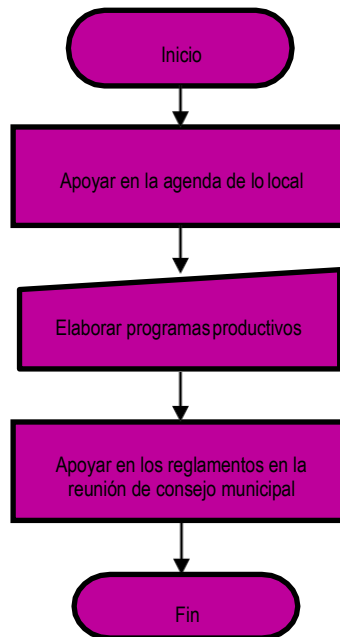 Inicio
Apoyar en la agenda de lo local
Elaborar programas productivos
Apoyar en los reglamentos en la
reunión de consejo municipal
Fin